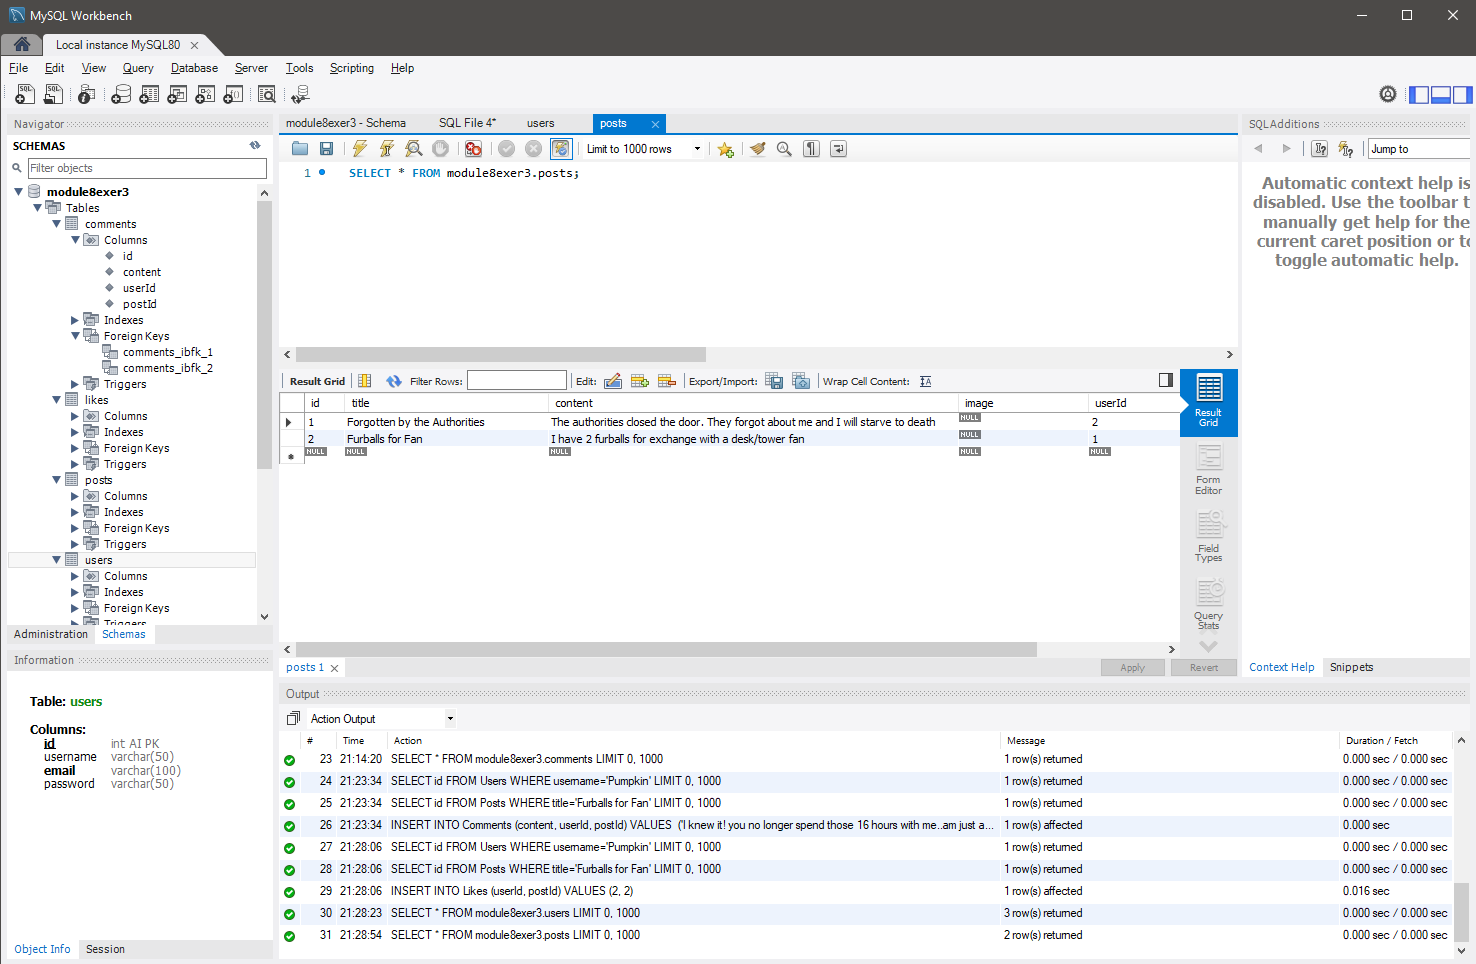 MySQL Workbench
Local instance MySQL80
File Edit View Query Database Server Tools Scripting Help
Navigator
SCHEMAS
Filter objects
module8exer3
Tables
comments
Columns
id
content
userId
postId
Indexes
Foreign Keys
comments_ibfk_1
comments_ibfk_2
Triggers
likes
Columns
Indexes
Foreign Keys
Triggers
posts
Columns
Indexes
Foreign Keys
Triggers
users
Columns
Indexes
Foreign Keys
Triggers
Administration Schemas
Information
Table: users
Columns:
id int AI PK
username varchar(50)
email varchar(100)
password varchar(50)
Object Info Session
module8exer3 - Schema SQL File 4* users posts
Limit to 1000 rows
1 SELECT * FROM module8exer3.posts;
Result Grid Filter Rows: Edit: Export/Import: Wrap Cell Content:
id title content image userId
1 Forgotten by the Authorities The authorities closed the door. They forgot about me and I will starve to death NULL 2
2 Furballs for Fan I have 2 furballs for exchange with a desk/tower fan NULL 1
NULL NULL NULL NULL NULL
Result
Grid
Form
Editor
Field
Types
Query
Stats
posts 1 Apply Revert
SQLAdditions
Jump to
Automatic context help is
disabled. Use the toolbar t
manually get help for the
current caret position or to
toggle automatic help.
Context Help Snippets
Output
Action Output
# Time Action Message Duration / Fetch
23 21:14:20 SELECT * FROM module8exer3.comments LIMIT 0, 1000 1 row(s) returned 0.000 sec / 0.000 sec
24 21:23:34 SELECT id FROM Users WHERE username='Pumpkin' LIMIT 0, 1000 1 row(s) returned 0.000 sec / 0.000 sec
25 21:23:34 SELECT id FROM Posts WHERE title='Furballs for Fan' LIMIT 0, 1000 1 row(s) returned 0.000 sec / 0.000 sec
26 21:23:34 INSERT INTO Comments (content, userId, postId) VALUES ('I knew it! you no longer spend those 16 hours with me..am just a... 1 row(s) affected 0.000 sec
27 21:28:06 SELECT id FROM Users WHERE username='Pumpkin' LIMIT 0, 1000 1 row(s) returned 0.000 sec / 0.000 sec
28 21:28:06 SELECT id FROM Posts WHERE title='Furballs for Fan' LIMIT 0, 1000 1 row(s) returned 0.000 sec / 0.000 sec
29 21:28:06 INSERT INTO Likes (userId, postId) VALUES (2, 2) 1 row(s) affected 0.016 sec
30 21:28:23 SELECT * FROM module8exer3.users LIMIT 0, 1000 3 row(s) returned 0.000 sec / 0.000 sec
31 21:28:54 SELECT * FROM module8exer3.posts LIMIT 0, 1000 2 row(s) returned 0.000 sec / 0.000 sec